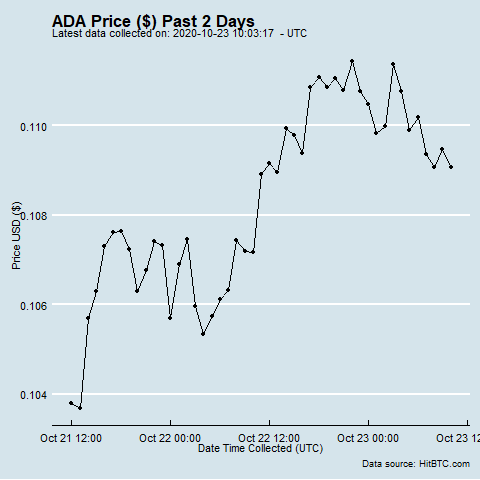 ADA Price ($) Past 2 Days
Latest data collected on: 2020-10-23 10:03:17 - UTC
0.110
0.108
0.106
0.104
Price USD ($)
Oct 21 12:00 Oct 22 00:00 Oct 22 12:00 Oct 23 00:00 Oct 23 12
Date Time Collected (UTC)
Data source: HitBTC.com